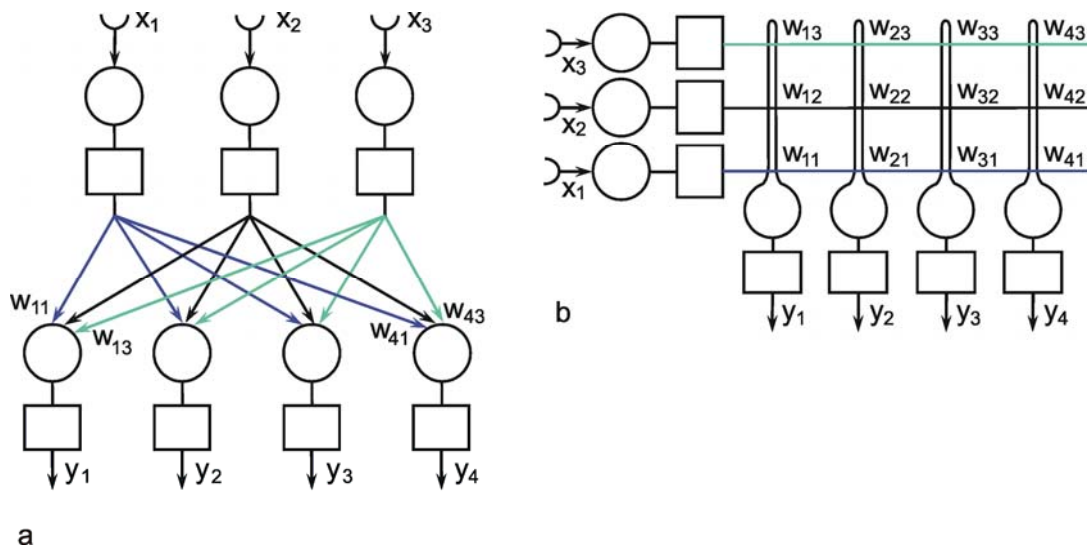 x₁ x₂ x₃
w₁₁ w₁₃ w₄₁ w₄₃
y₁ y₂ y₃ y₄
a
x₃ w₁₃ w₂₃ w₃₃ w₄₃
x₂ w₁₂ w₂₂ w₃₂ w₄₂
x₁ w₁₁ w₂₁ w₃₁ w₄₁
y₁ y₂ y₃ y₄
b